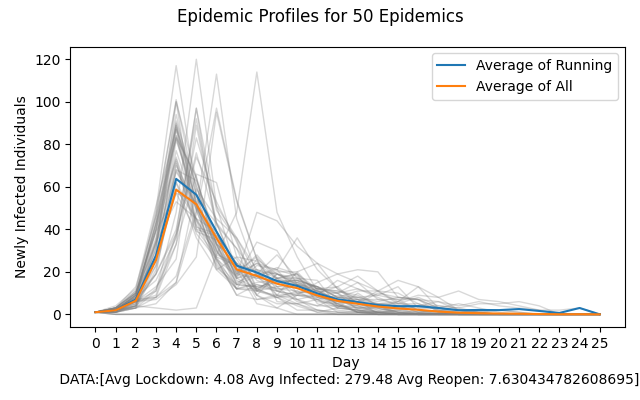 Epidemic Profiles for 50 Epidemics
Average of Running
Average of All
Newly Infected Individuals
120
100
80
60
40
20
0
0 1 2 3 4 5 6 7 8 9 10 11 12 13 14 15 16 17 18 19 20 21 22 23 24 25
Day
DATA:[Avg Lockdown: 4.08 Avg Infected: 279.48 Avg Reopen: 7.630434782608695]